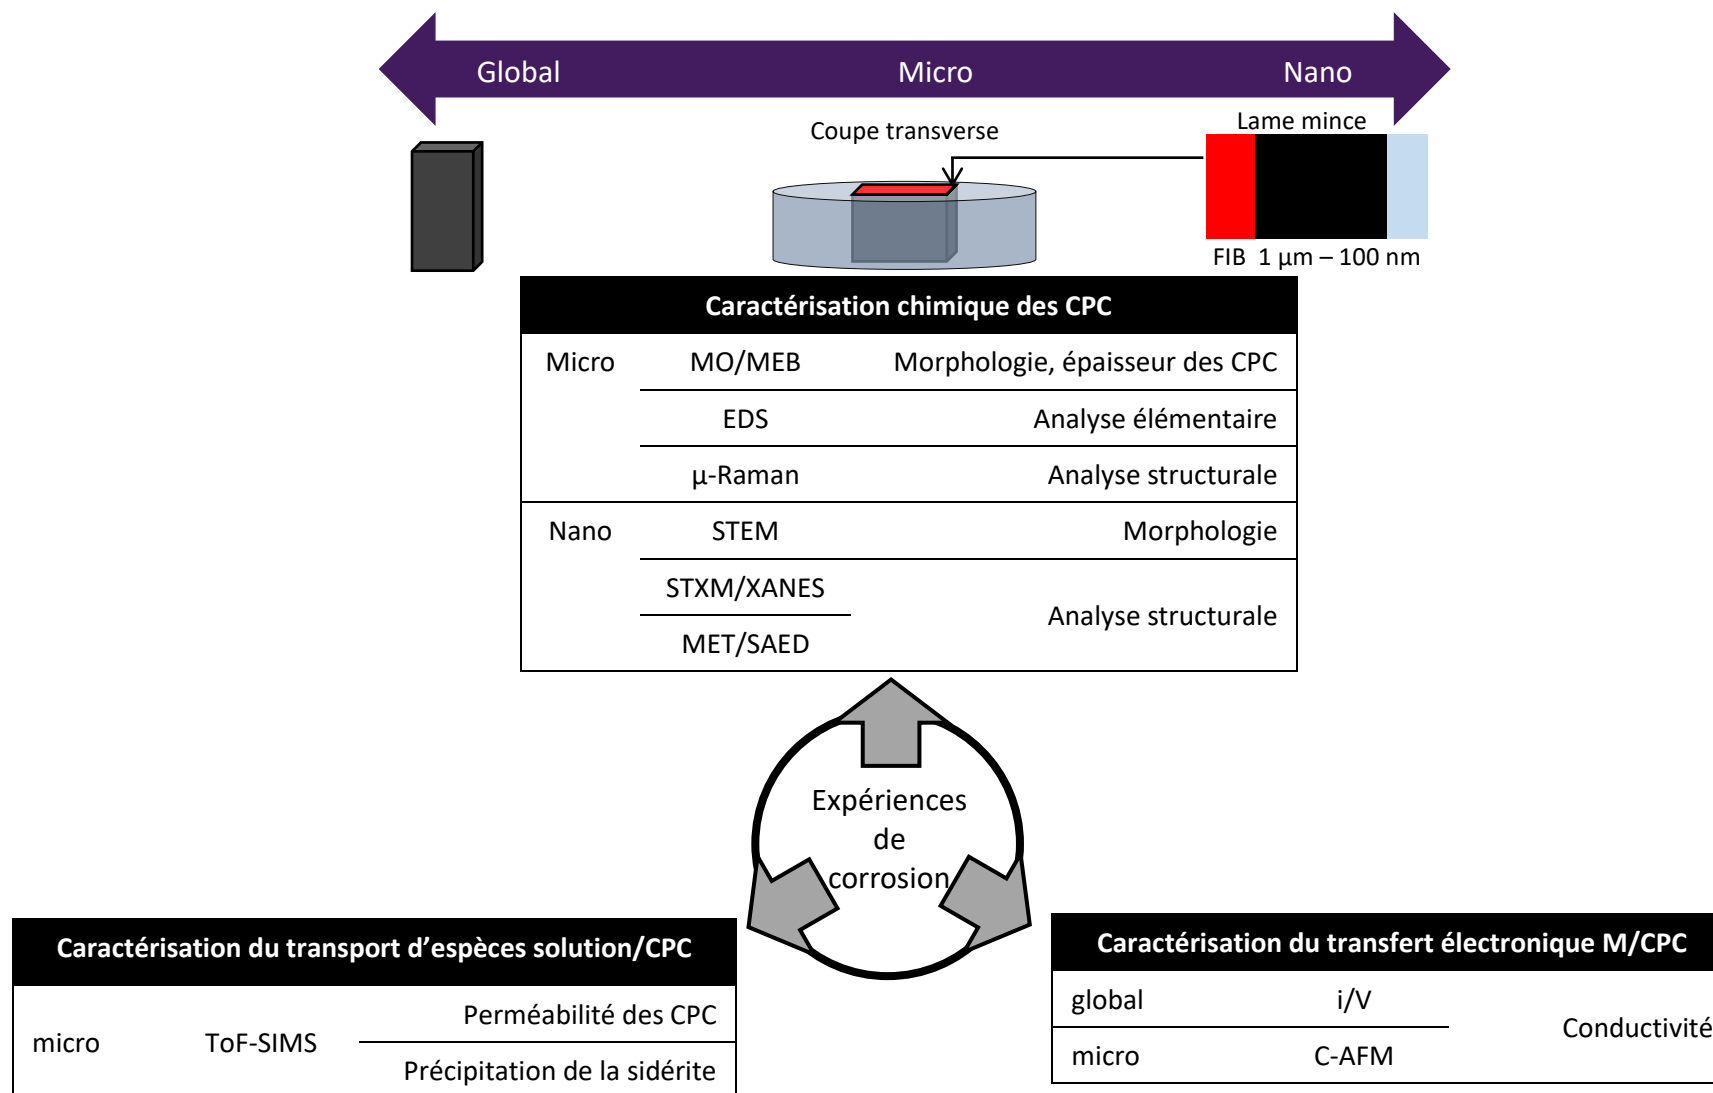 Global Micro Nano
Coupe transverse
Lame mince
FIB 1 µm – 100 nm
Caractérisation chimique des CPC
Micro MO/MEB Morphologie, épaisseur des CPC
EDS Analyse élémentaire
µ-Raman Analyse structurale
Nano STEM Morphologie
STXM/XANES
Analyse structurale
MET/SAED
Expériences
de
corrosion
Caractérisation du transport d’espèces solution/CPC
micro ToF-SIMS
Perméabilité des CPC
Précipitation de la sidérite
Caractérisation du transfert électronique M/CPC
global i/V
Conductivité
micro C-AFM